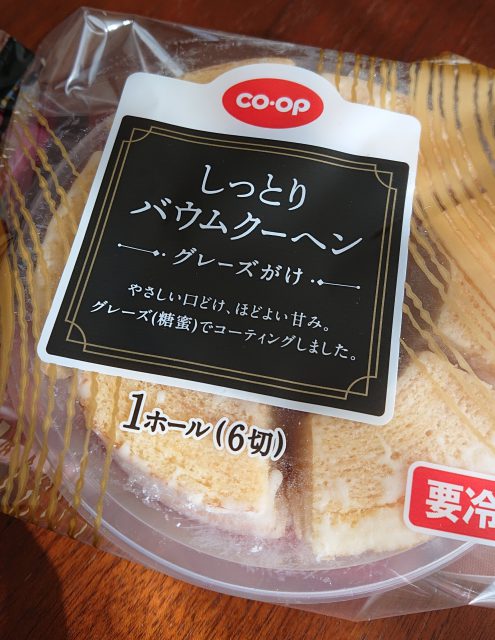 CO・OP
しっとり
バウムクーヘン
グレーズがけ
やさしい口どけ、ほどよい甘み。
グレーズ(糖蜜)でコーティングしました。
1ホール(6切)
要冷